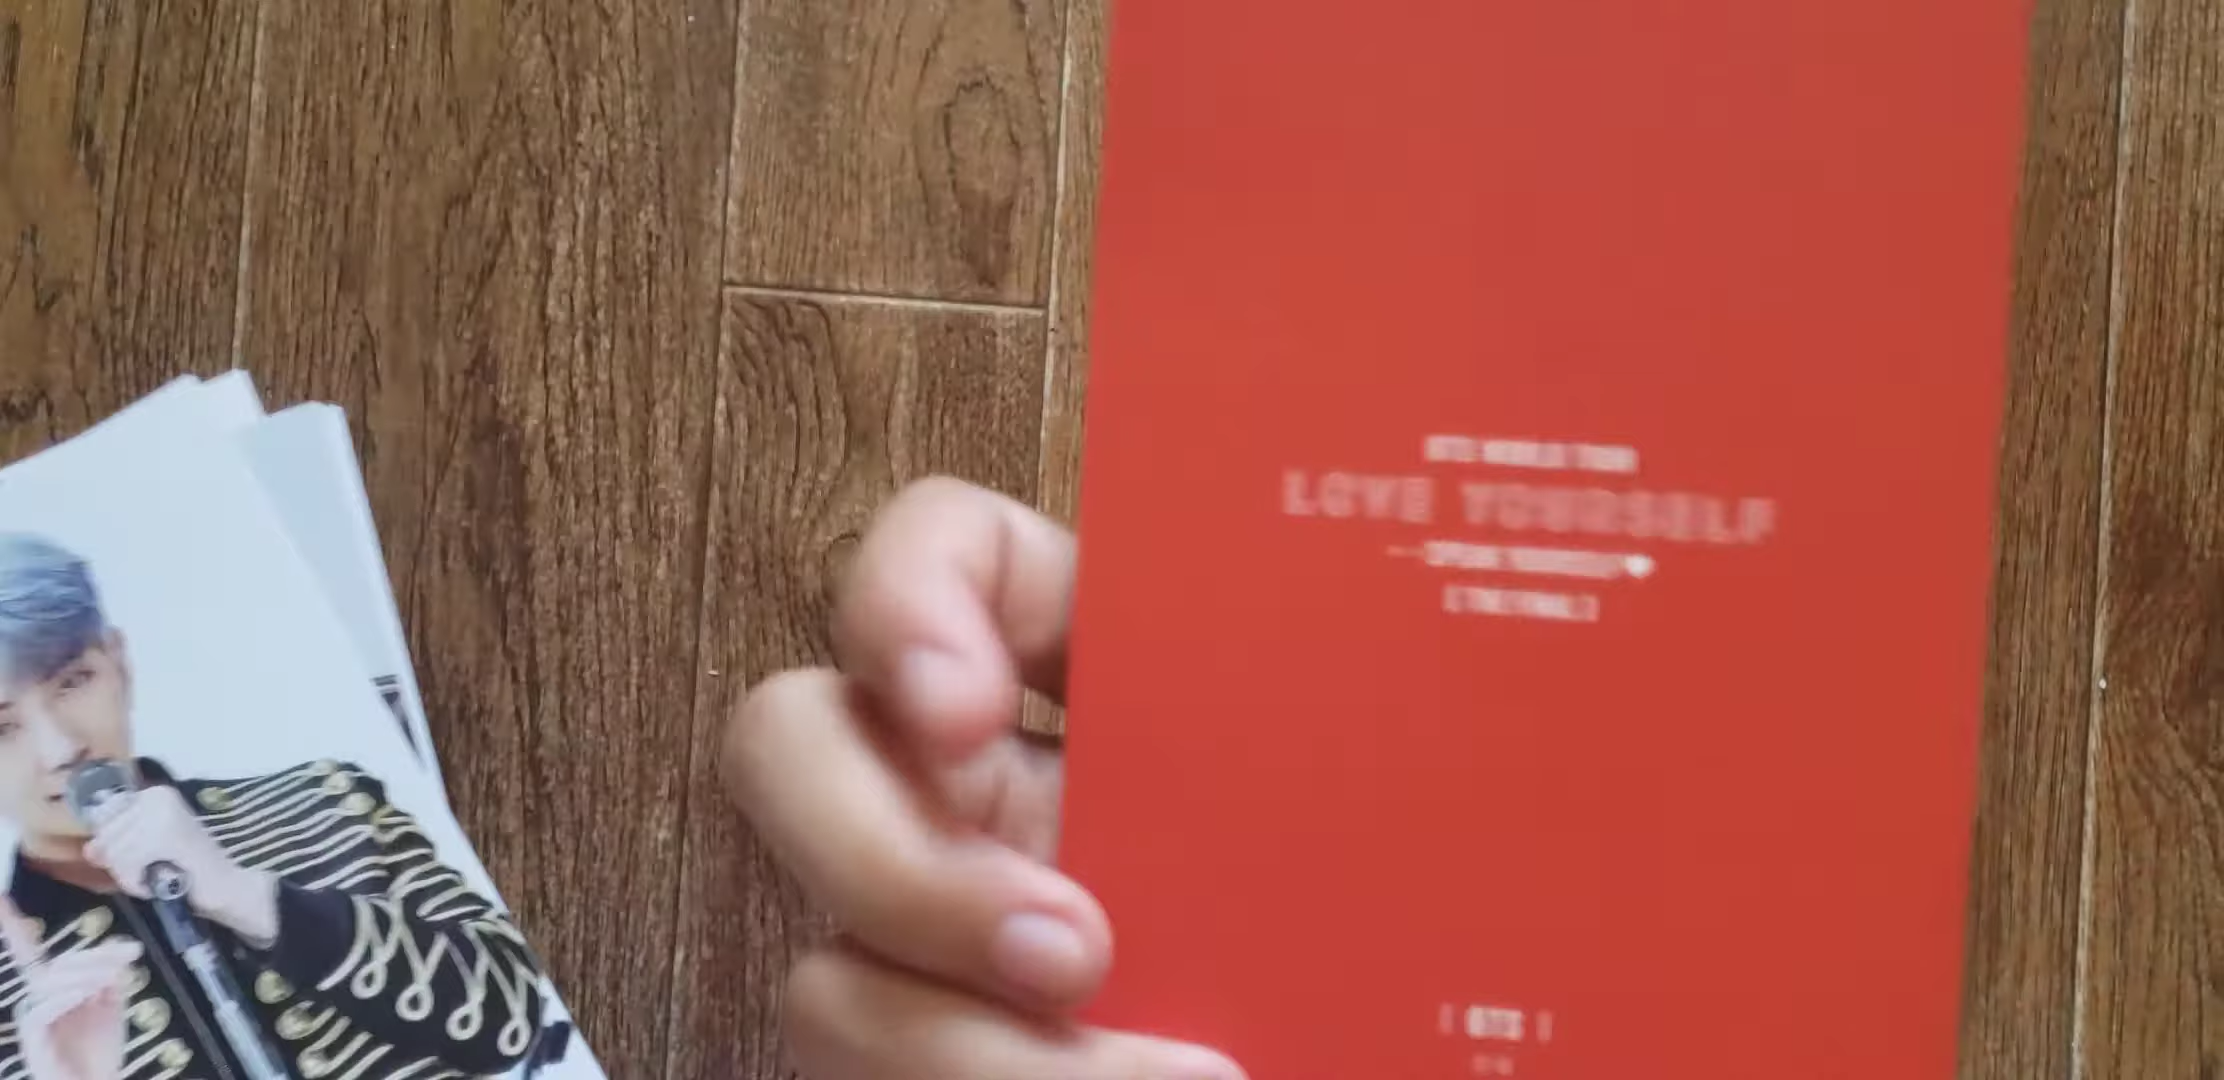 BTS WORLD TOUR
LOVE YOURSELF
SPEAK YOURSELF
[ THE FINAL ]
| BTS |